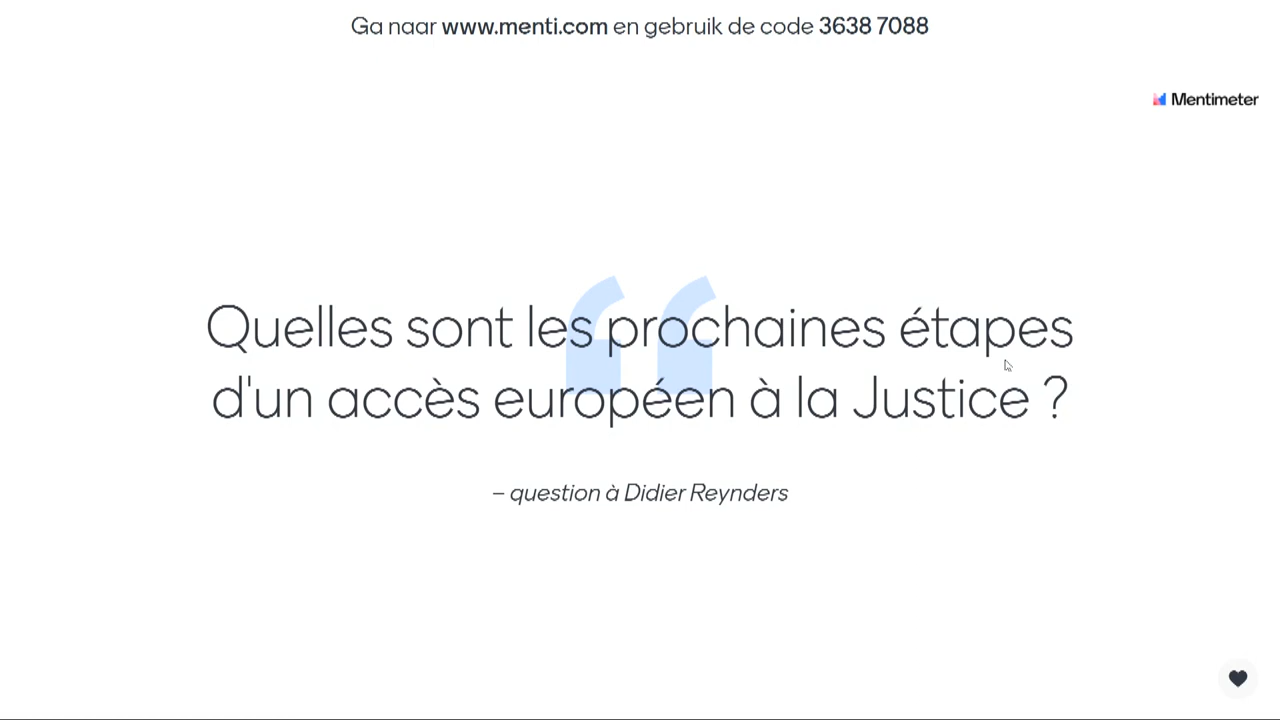 Ga naar www.menti.com en gebruik de code 3638 7088
Mentimeter
Quelles sont les prochaines étapes
d'un accès européen à la Justice ?
– question à Didier Reynders